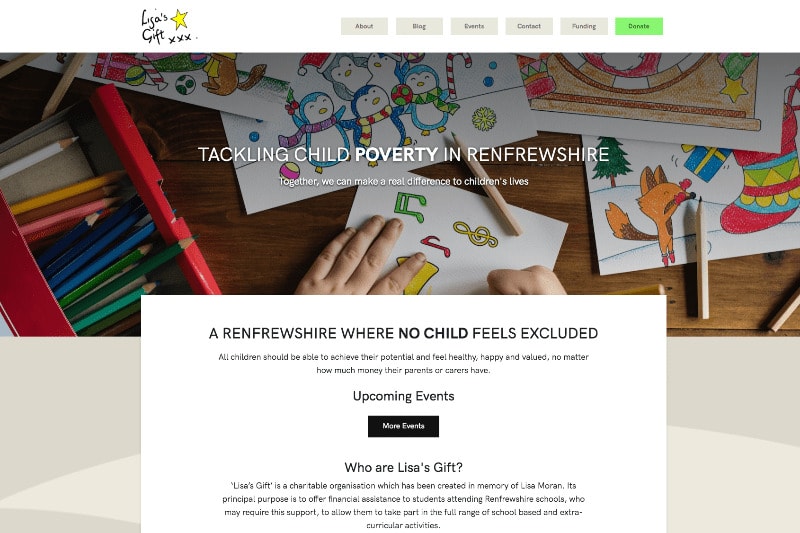 Lisa's
Gift xxx.
About Blog Events Contact Funding Donate
TACKLING CHILD POVERTY IN RENFREWSHIRE
Together, we can make a real difference to children's lives
A RENFREWSHIRE WHERE NO CHILD FEELS EXCLUDED
All children should be able to achieve their potential and feel healthy, happy and valued, no matter
how much money their parents or carers have.
Upcoming Events
More Events
Who are Lisa's Gift?
‘Lisa’s Gift’ is a charitable organisation which has been created in memory of Lisa Moran. Its
principal purpose is to offer financial assistance to students attending Renfrewshire schools, who
may require this support, to allow them to take part in the full range of school based and extra-
curricular activities.